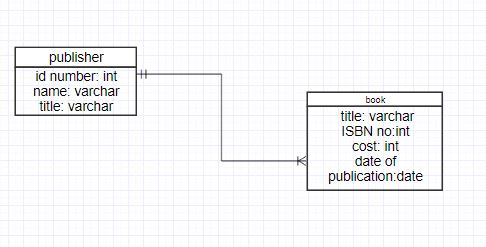 publisher
id number: int
name: varchar
title: varchar
book
title: varchar
ISBN no:int
cost: int
date of
publication:date